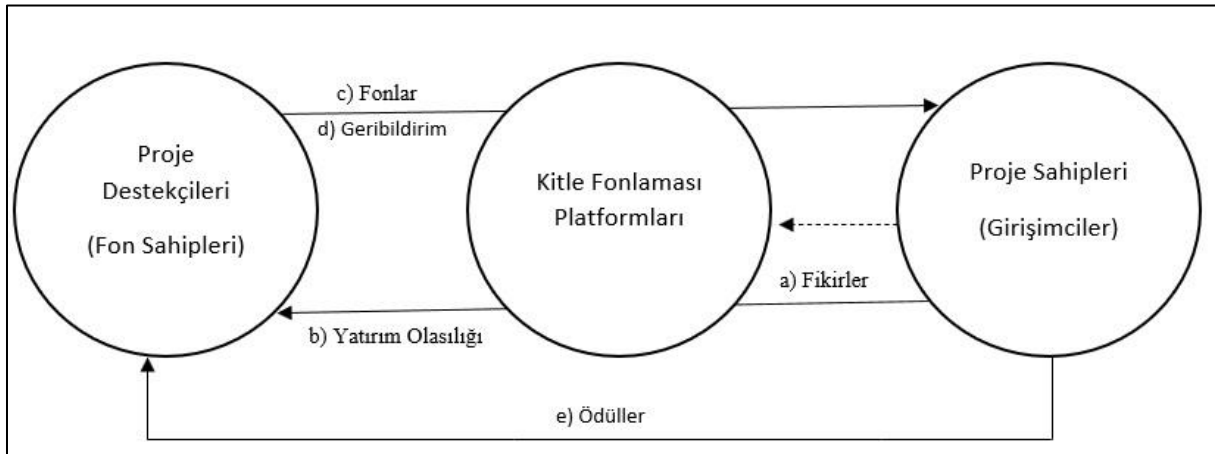 Proje
Destekçileri
(Fon Sahipleri)
c) Fonlar
d) Geribildirim
b) Yatırım Olasılığı
Kitle Fonlaması
Platformları
a) Fikirler
Proje Sahipleri
(Girişimciler)
e) Ödüller